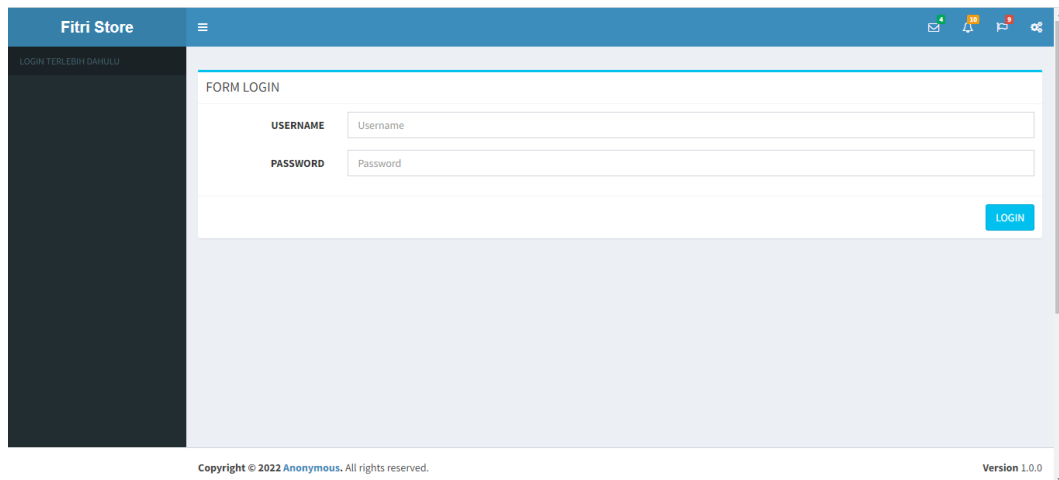 Fitri Store
4
10
9
LOGIN TERLEBIH DAHULU
FORM LOGIN
USERNAME Username
PASSWORD Password
LOGIN
Copyright © 2022 Anonymous. All rights reserved. Version 1.0.0